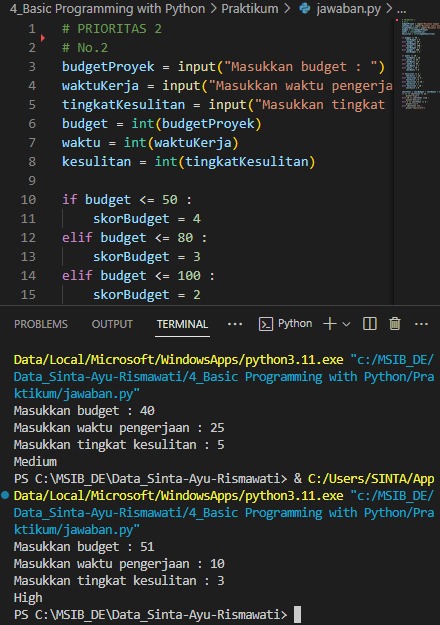 4_Basic Programming with Python > Praktikum > jawaban.py > ...
1 # PRIORITAS 2
2 # No.2
3 budgetProyek = input("Masukkan budget : ")
4 waktuKerja = input("Masukkan waktu pengerja
5 tingkatKesulitan = input("Masukkan tingkat
6 budget = int(budgetProyek)
7 waktu = int(waktuKerja)
8 kesulitan = int(tingkatKesulitan)
9
10 if budget <= 50 :
11 skorBudget = 4
12 elif budget <= 80 :
13 skorBudget = 3
14 elif budget <= 100 :
15 skorBudget = 2
PROBLEMS OUTPUT TERMINAL ... Python
Data/Local/Microsoft/WindowsApps/python3.11.exe "c:/MSIB_DE/
Data_Sinta-Ayu-Rismawati/4_Basic Programming with Python/Pra
ktikum/jawaban.py"
Masukkan budget : 40
Masukkan waktu pengerjaan : 25
Masukkan tingkat kesulitan : 5
Medium
PS C:\MSIB_DE\Data_Sinta-Ayu-Rismawati> & C:/Users/SINTA/App
Data/Local/Microsoft/WindowsApps/python3.11.exe "c:/MSIB_DE/
Data_Sinta-Ayu-Rismawati/4_Basic Programming with Python/Pra
ktikum/jawaban.py"
Masukkan budget : 51
Masukkan waktu pengerjaan : 10
Masukkan tingkat kesulitan : 3
High
PS C:\MSIB_DE\Data_Sinta-Ayu-Rismawati>